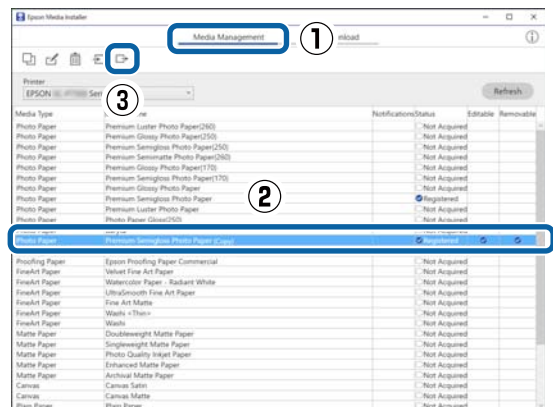 Epson Media Installer
Media Management
nload
1
3
Printer
EPSON
Seri
Refresh
Media Type
Notifications Status Editable Removable
Photo Paper Premium Luster Photo Paper(260) Not Acquired
Photo Paper Premium Glossy Photo Paper(250) Not Acquired
Photo Paper Premium Semigloss Photo Paper(250) Not Acquired
Photo Paper Premium Semimatte Photo Paper(260) Not Acquired
Photo Paper Premium Glossy Photo Paper(170) Not Acquired
Photo Paper Premium Semigloss Photo Paper(170) Not Acquired
Photo Paper Premium Glossy Photo Paper Not Acquired
Photo Paper Premium Semigloss Photo Paper Registered
2
Photo Paper Premium Luster Photo Paper Not Acquired
Photo Paper Photo Paper Gloss(250) Not Acquired
Photo Paper Premium Semigloss Photo Paper (Copy) Registered
Proofing Paper Epson Proofing Paper Commercial Not Acquired
FineArt Paper Velvet Fine Art Paper Not Acquired
FineArt Paper Watercolor Paper - Radiant White Not Acquired
FineArt Paper UltraSmooth Fine Art Paper Not Acquired
FineArt Paper Fine Art Matte Not Acquired
FineArt Paper Washi <Thin> Not Acquired
FineArt Paper Washi Not Acquired
Matte Paper Doubleweight Matte Paper Not Acquired
Matte Paper Singleweight Matte Paper Not Acquired
Matte Paper Photo Quality Inkjet Paper Not Acquired
Matte Paper Enhanced Matte Paper Not Acquired
Matte Paper Archival Matte Paper Not Acquired
Canvas Canvas Satin Not Acquired
Canvas Canvas Matte Not Acquired
Plain Paper Plain Paper Not Acquired